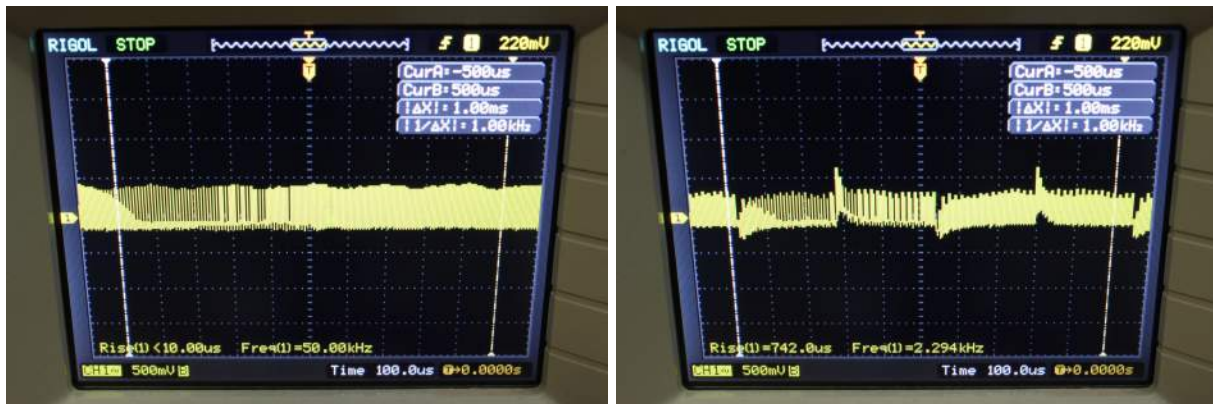 RIGOL STOP 220mV
T
CurA:-500us
CurB:500us
|ΔX|: 1.00ms
|1/ΔX|: 1.00kHz
Rise(1)<10.00us Freq(1)=50.00kHz
CH1 500mV B Time 100.0us T→0.0000s
RIGOL STOP 220mV
T
CurA:-500us
CurB:500us
|ΔX|: 1.00ms
|1/ΔX|: 1.00kHz
Rise(1)=742.0us Freq(1)=2.294kHz
CH1 500mV B Time 100.0us T→0.0000s